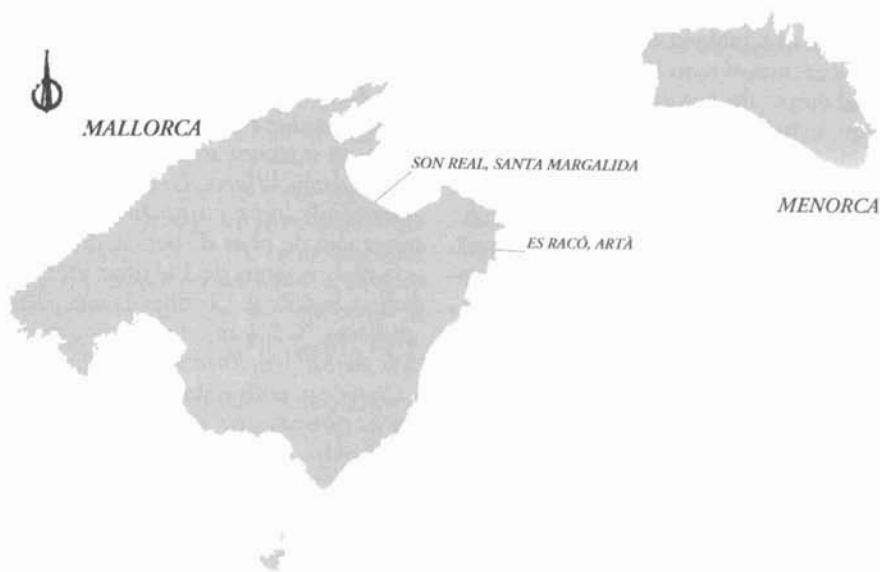 MALLORCA
SON REAL, SANTA MARGALIDA
MENORCA
ES RACÓ, ARTÀ